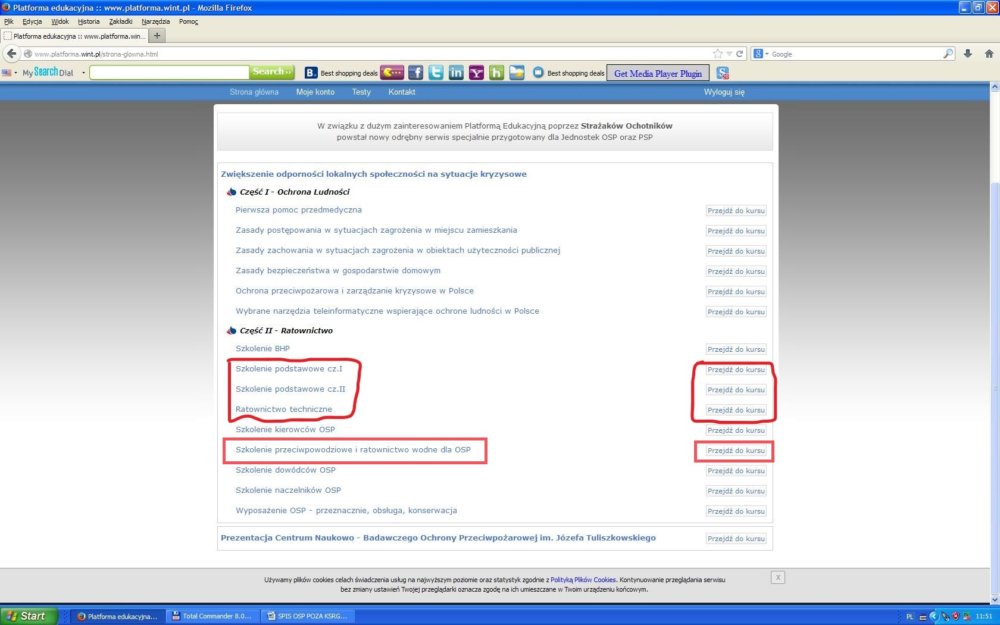 Platforma edukacyjna :: www.platforma.wint.pl - Mozilla Firefox
Plik Edycja Widok Historia Zakładki Narzędzia Pomoc
Platforma edukacyjna :: www.platforma.win... +
www.platforma.wint.pl/strona-glowna.html Google
My Search Dial Search B. Best shopping deals f t in Y h Best shopping deals Get Media Player Plugin S 20
Strona główna Moje konto Testy Kontakt Wyloguj się
W związku z dużym zainteresowaniem Platformą Edukacyjną poprzez Strażaków Ochotników
powstał nowy odrębny serwis specjalnie przygotowany dla Jednostek OSP oraz PSP
Zwiększenie odporności lokalnych społeczności na sytuacje kryzysowe
Część I - Ochrona Ludności
Pierwsza pomoc przedmedyczna Przejdź do kursu
Zasady postępowania w sytuacjach zagrożenia w miejscu zamieszkania Przejdź do kursu
Zasady zachowania w sytuacjach zagrożenia w obiektach użyteczności publicznej Przejdź do kursu
Zasady bezpieczeństwa w gospodarstwie domowym Przejdź do kursu
Ochrona przeciwpożarowa i zarządzanie kryzysowe w Polsce Przejdź do kursu
Wybrane narzędzia teleinformatyczne wspierające ochrone ludności w Polsce Przejdź do kursu
Część II - Ratownictwo
Szkolenie BHP Przejdź do kursu
Szkolenie podstawowe cz.I Przejdź do kursu
Szkolenie podstawowe cz.II Przejdź do kursu
Ratownictwo techniczne Przejdź do kursu
Szkolenie kierowców OSP Przejdź do kursu
Szkolenie przeciwpowodziowe i ratownictwo wodne dla OSP Przejdź do kursu
Szkolenie dowódców OSP Przejdź do kursu
Szkolenie naczelników OSP Przejdź do kursu
Wyposażenie OSP - przeznacznie, obsługa, konserwacja Przejdź do kursu
Prezentacja Centrum Naukowo - Badawczego Ochrony Przeciwpożarowej im. Józefa Tuliszkowskiego Przejdź do kursu
Używamy plików cookies celach świadczenia usług na najwyższym poziomie oraz statystyk zgodnie z Polityką Plików Cookies. Kontynuowanie przeglądania serwisu X
bez zmiany ustawień Twojej przeglądarki oznacza zgodę na ich umieszczane w Twoim urządzeniu końcowym.
Start Platforma edukacyjna... Total Commander 8.0... SPIS OSP POZA KSRG... PL 11:51